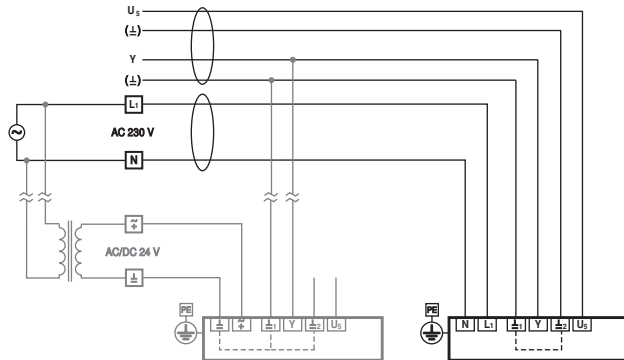 U5
(⊥)
Y
(⊥)
L1
~
AC 230 V
N
~
+
AC/DC 24 V
⊥
PE
⊥ ~+ ⊥1 Y ⊥2 U5
PE
N L1 ⊥1 Y ⊥2 U5